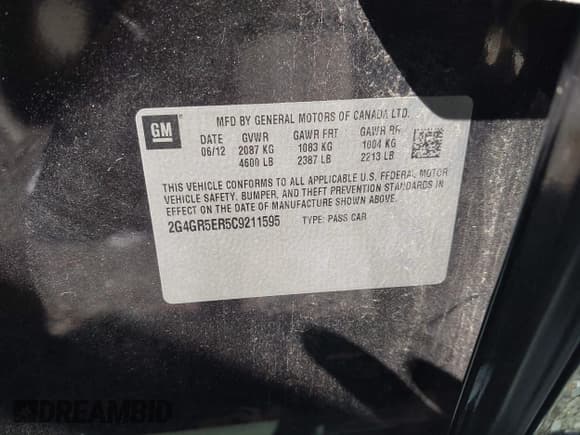 GM
MFD BY GENERAL MOTORS OF CANADA LTD.
DATE GVWR GAWR FRT GAWR RR
06/12 2087 KG 1083 KG 1004 KG
4600 LB 2387 LB 2213 LB
THIS VEHICLE CONFORMS TO ALL APPLICABLE U.S. FEDERAL MOTOR
VEHICLE SAFETY, BUMPER, AND THEFT PREVENTION STANDARDS IN
EFFECT ON THE DATE OF MANUFACTURE SHOWN ABOVE.
2G4GR5ER5C9211595 TYPE: PASS CAR
DREAMBID